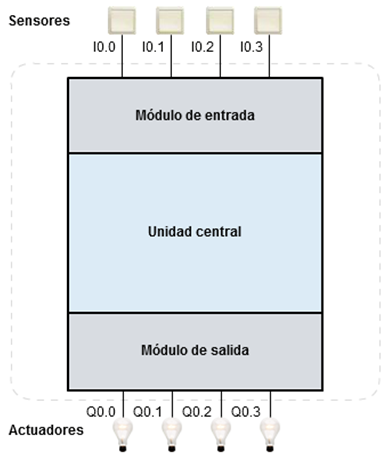 Sensores
I0.0 I0.1 I0.2 I0.3
Módulo de entrada
Unidad central
Módulo de salida
Q0.0 Q0.1 Q0.2 Q0.3
Actuadores